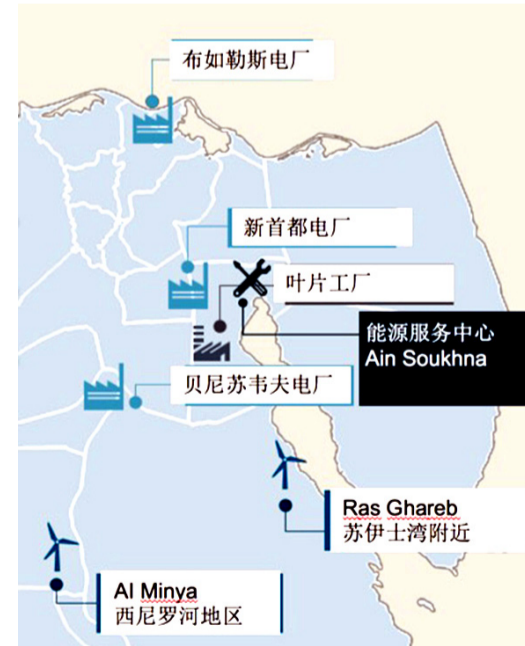 布如勒斯电厂
新首都电厂
叶片工厂
能源服务中心
Ain Soukhna
贝尼苏韦夫电厂
Ras Ghareb
苏伊士湾附近
Al Minya
西尼罗河地区